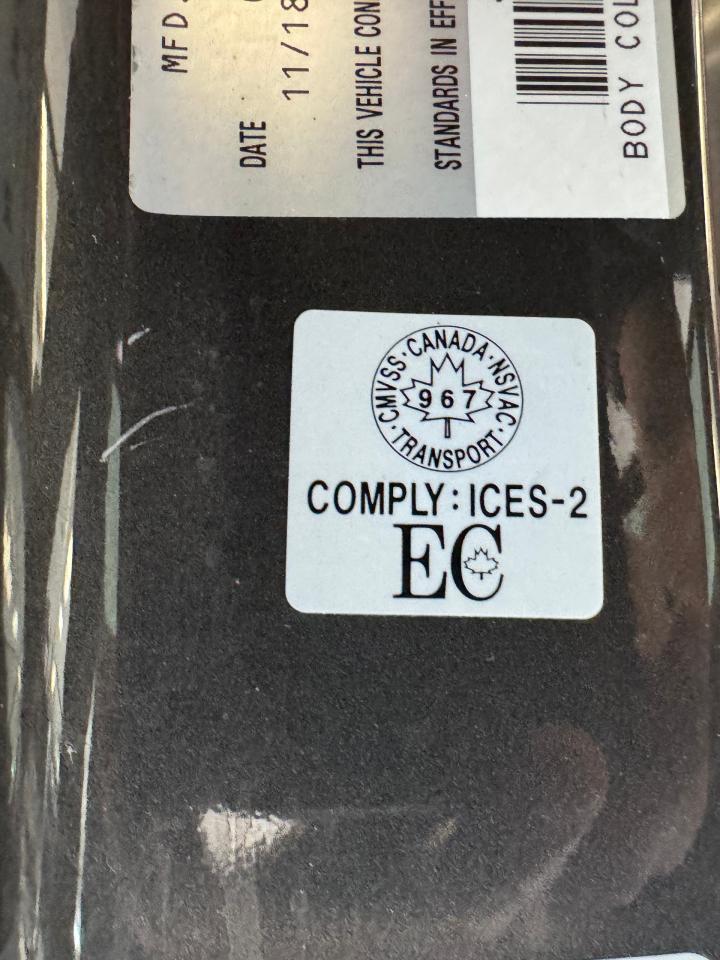 MFD.
DATE
11/18
THIS VEHICLE CON
STANDARDS IN EFF
BODY COL
CMVSS·CANADA·NSVAC·TRANSPORT·
967
COMPLY:ICES-2
EC